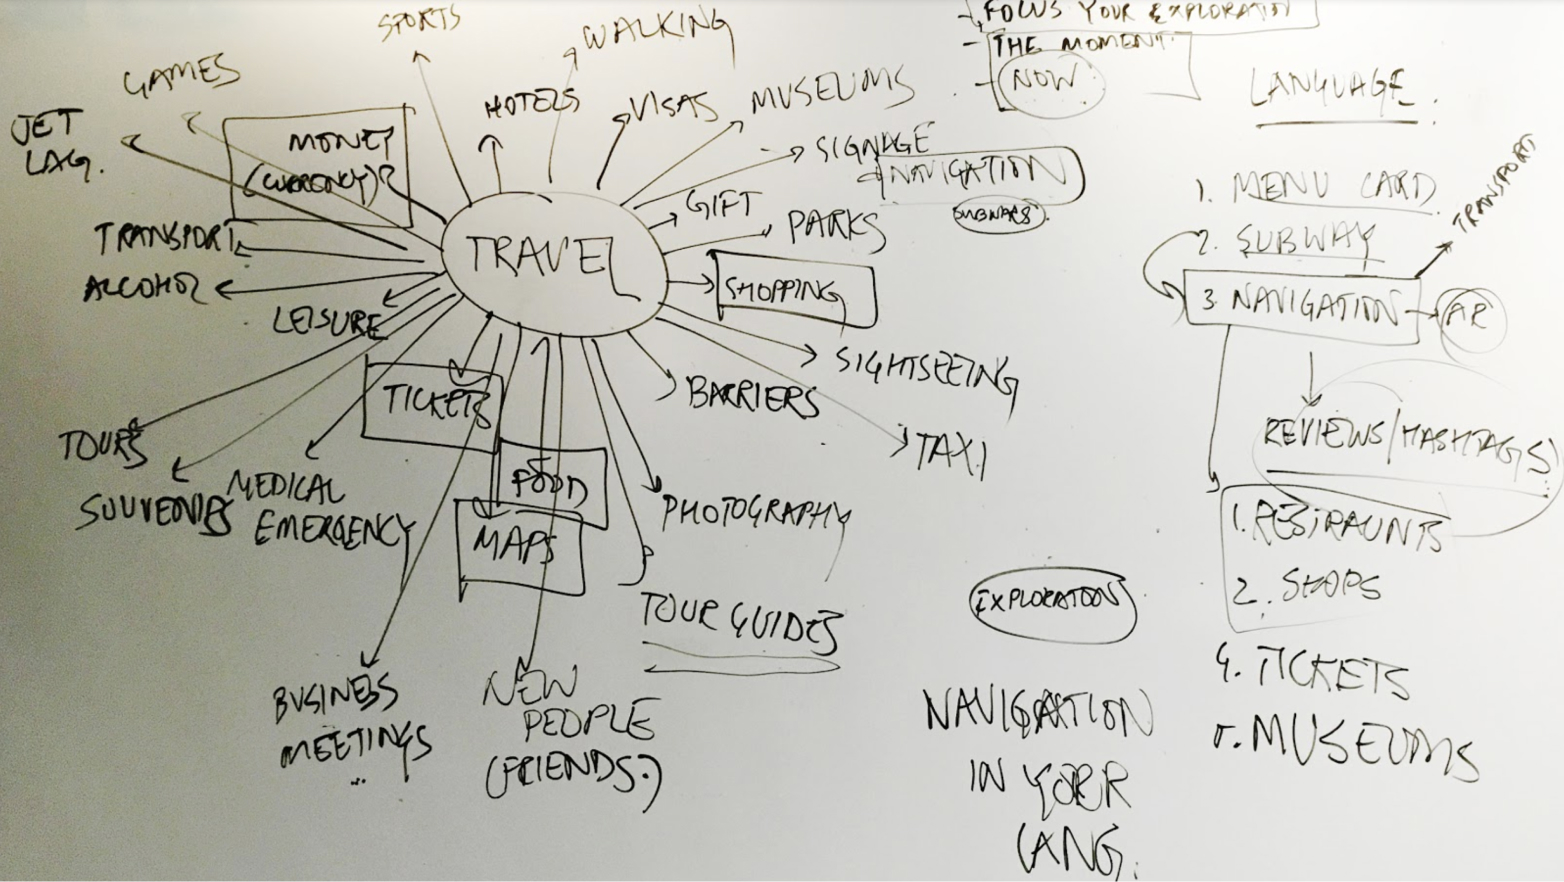 SPORTS
WALKING
GAMES
HOTELS
VISAS
MUSEUMS
JET
LAG.
MONEY
(CURRENCY)?
SIGNAGE
NAVIGATION
(SUBWAYS).
GIFT
PARKS
TRAVEL
TRANSPORT
ALCOHOL
SHOPPING
LEISURE
SIGHTSEEING
TICKETS
BARRIERS
TAXI
TOURS
SOUVENIRS
MEDICAL
EMERGENCY
FOOD
MAPS
PHOTOGRAPHY
TOUR GUIDES
BUSINESS
MEETINGS
...
NEW
PEOPLE
(FRIENDS.)
- FOCUS YOUR EXPLORATION
- THE MOMENT.
- NOW.
EXPLORATION
NAVIGATION
IN YOUR
LANG.
LANGUAGE.
1. MENU CARD.
2. SUBWAY
TRANSPORT
3. NAVIGATION
AR
REVIEWS/HASHTAGS)
1. RESTRAUNTS
2. SHOPS
4. TICKETS
5. MUSEUMS